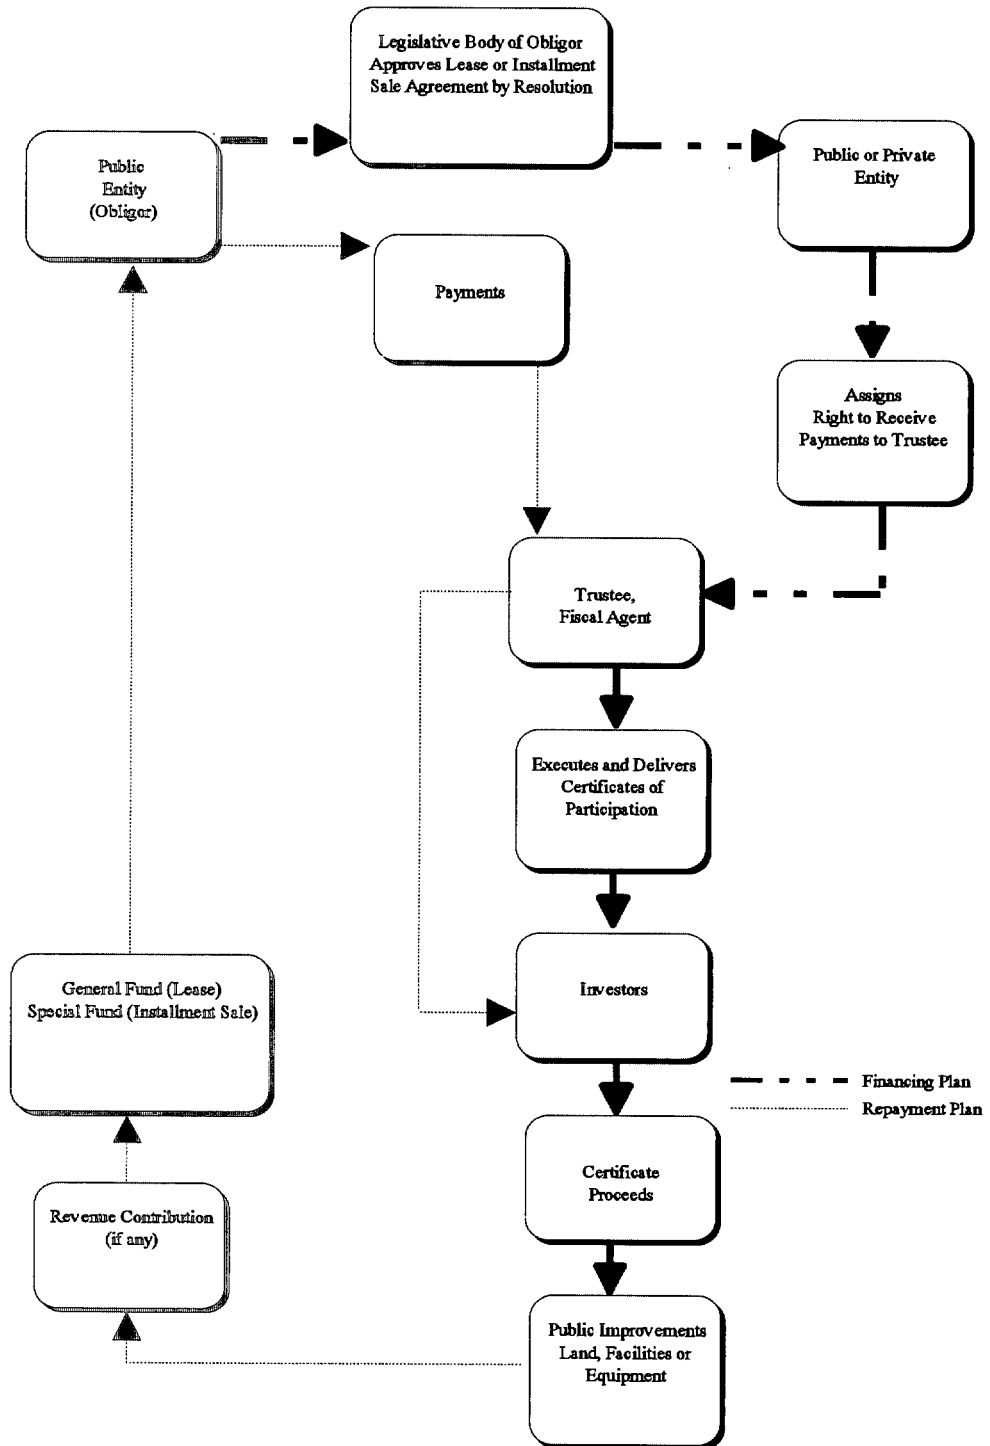 Legislative Body of Obligor
Approves Lease or Installment
Sale Agreement by Resolution
Public
Entity
(Obligor)
Public or Private
Entity
Payments
Assigns
Right to Receive
Payments to Trustee
Trustee,
Fiscal Agent
Executes and Delivers
Certificates of
Participation
General Fund (Lease)
Special Fund (Installment Sale)
Investors
Financing Plan
Repayment Plan
Certificate
Proceeds
Revenue Contribution
(if any)
Public Improvements
Land, Facilities or
Equipment